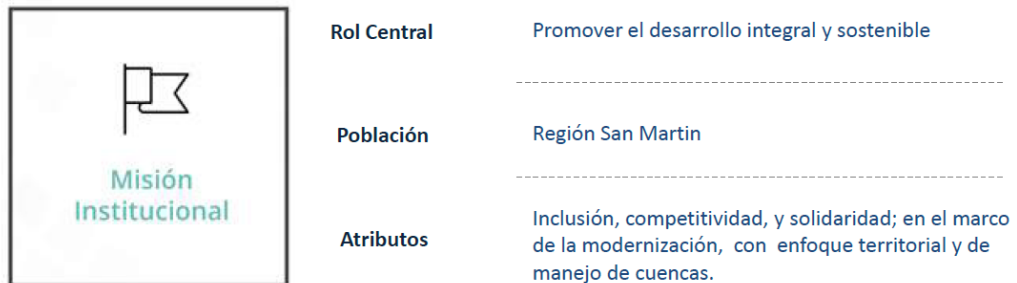 Misión
Institucional
Rol Central
Promover el desarrollo integral y sostenible
Población
Región San Martin
Atributos
Inclusión, competitividad, y solidaridad; en el marco
de la modernización, con enfoque territorial y de
manejo de cuencas.